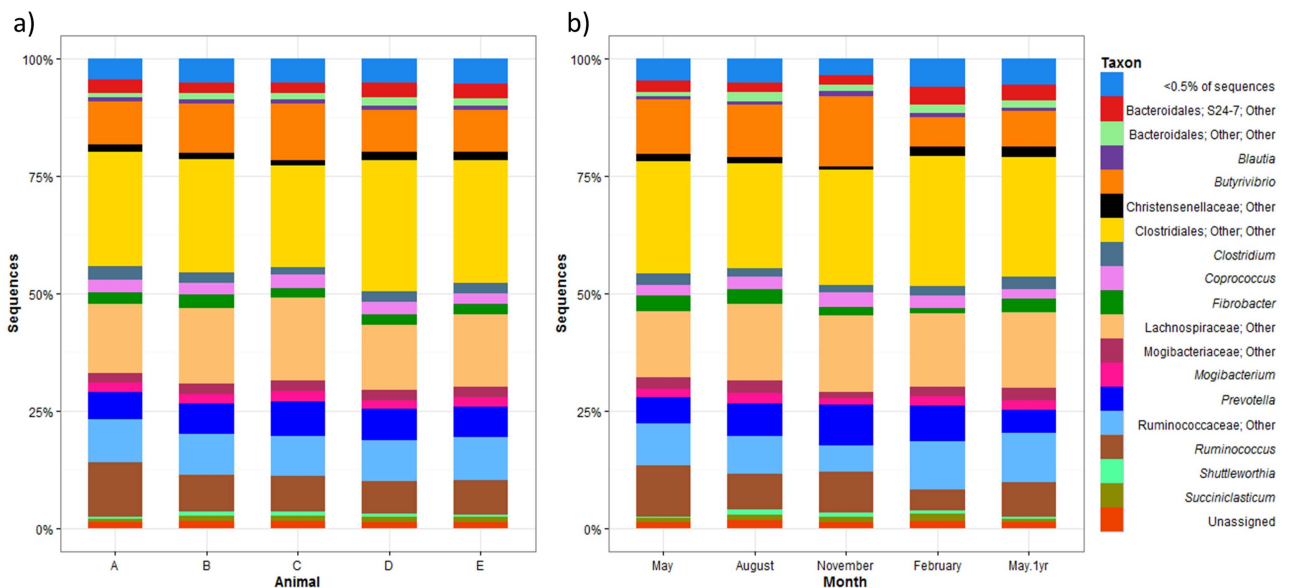 a)
100%
75%
50%
25%
0%
Sequences
A B C D E
Animal
b)
100%
75%
50%
25%
0%
Sequences
May August November February May.1yr
Month
Taxon
<0.5% of sequences
Bacteroidales; S24-7; Other
Bacteroidales; Other; Other
Blautia
Butyrivibrio
Christensenellaceae; Other
Clostridiales; Other; Other
Clostridium
Coprococcus
Fibrobacter
Lachnospiraceae; Other
Mogibacteriaceae; Other
Mogibacterium
Prevotella
Ruminococcaceae; Other
Ruminococcus
Shuttleworthia
Succiniclasticum
Unassigned